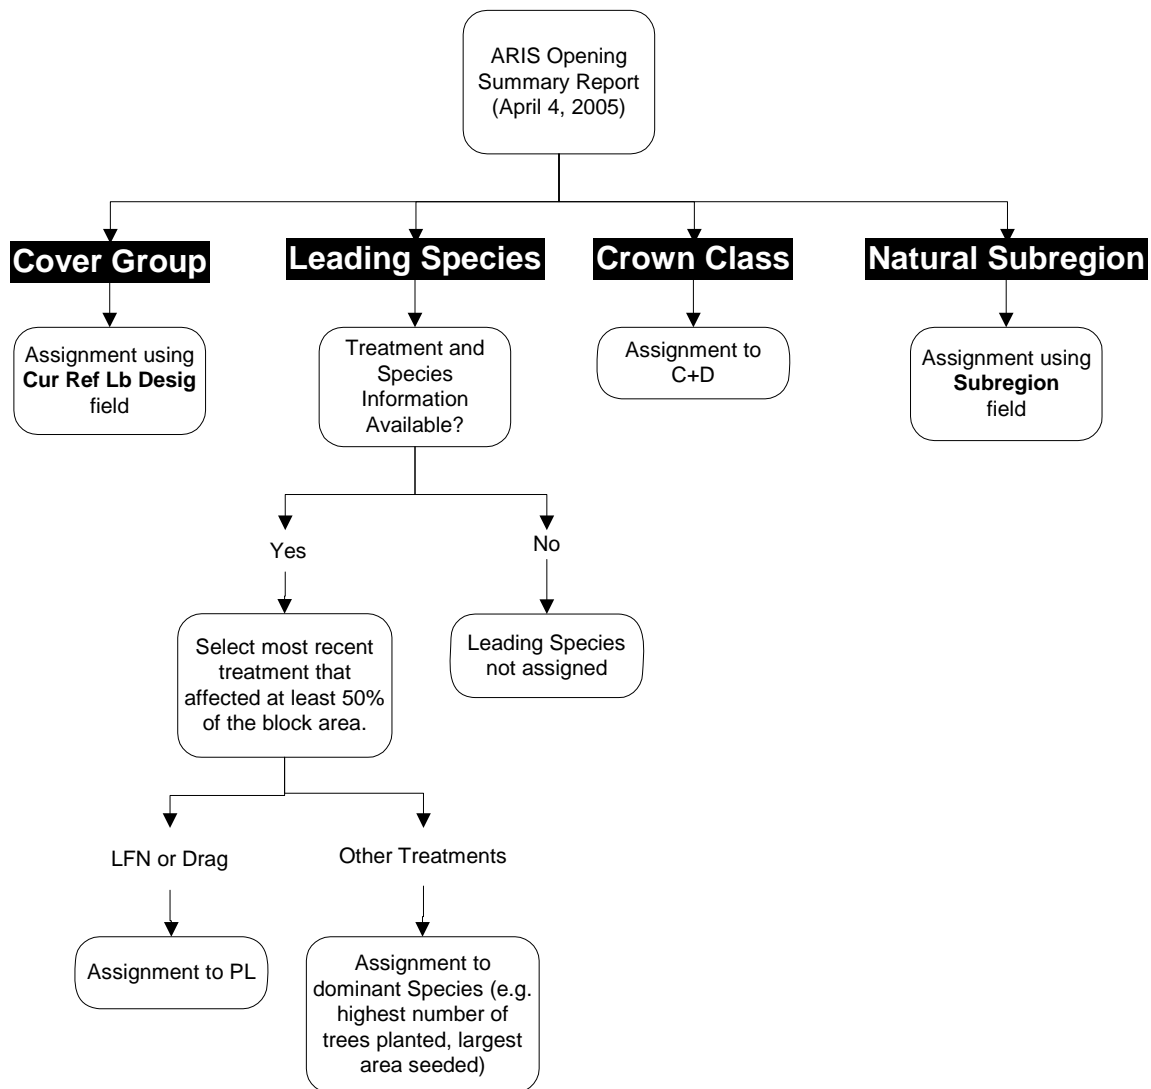 ARIS Opening
Summary Report
(April 4, 2005)
Cover Group
Leading Species
Crown Class
Natural Subregion
Assignment using
Cur Ref Lb Desig
field
Treatment and
Species
Information
Available?
Assignment to
C+D
Assignment using
Subregion
field
Yes
No
Select most recent
treatment that
affected at least 50%
of the block area.
Leading Species
not assigned
LFN or Drag
Other Treatments
Assignment to PL
Assignment to
dominant Species (e.g.
highest number of
trees planted, largest
area seeded)